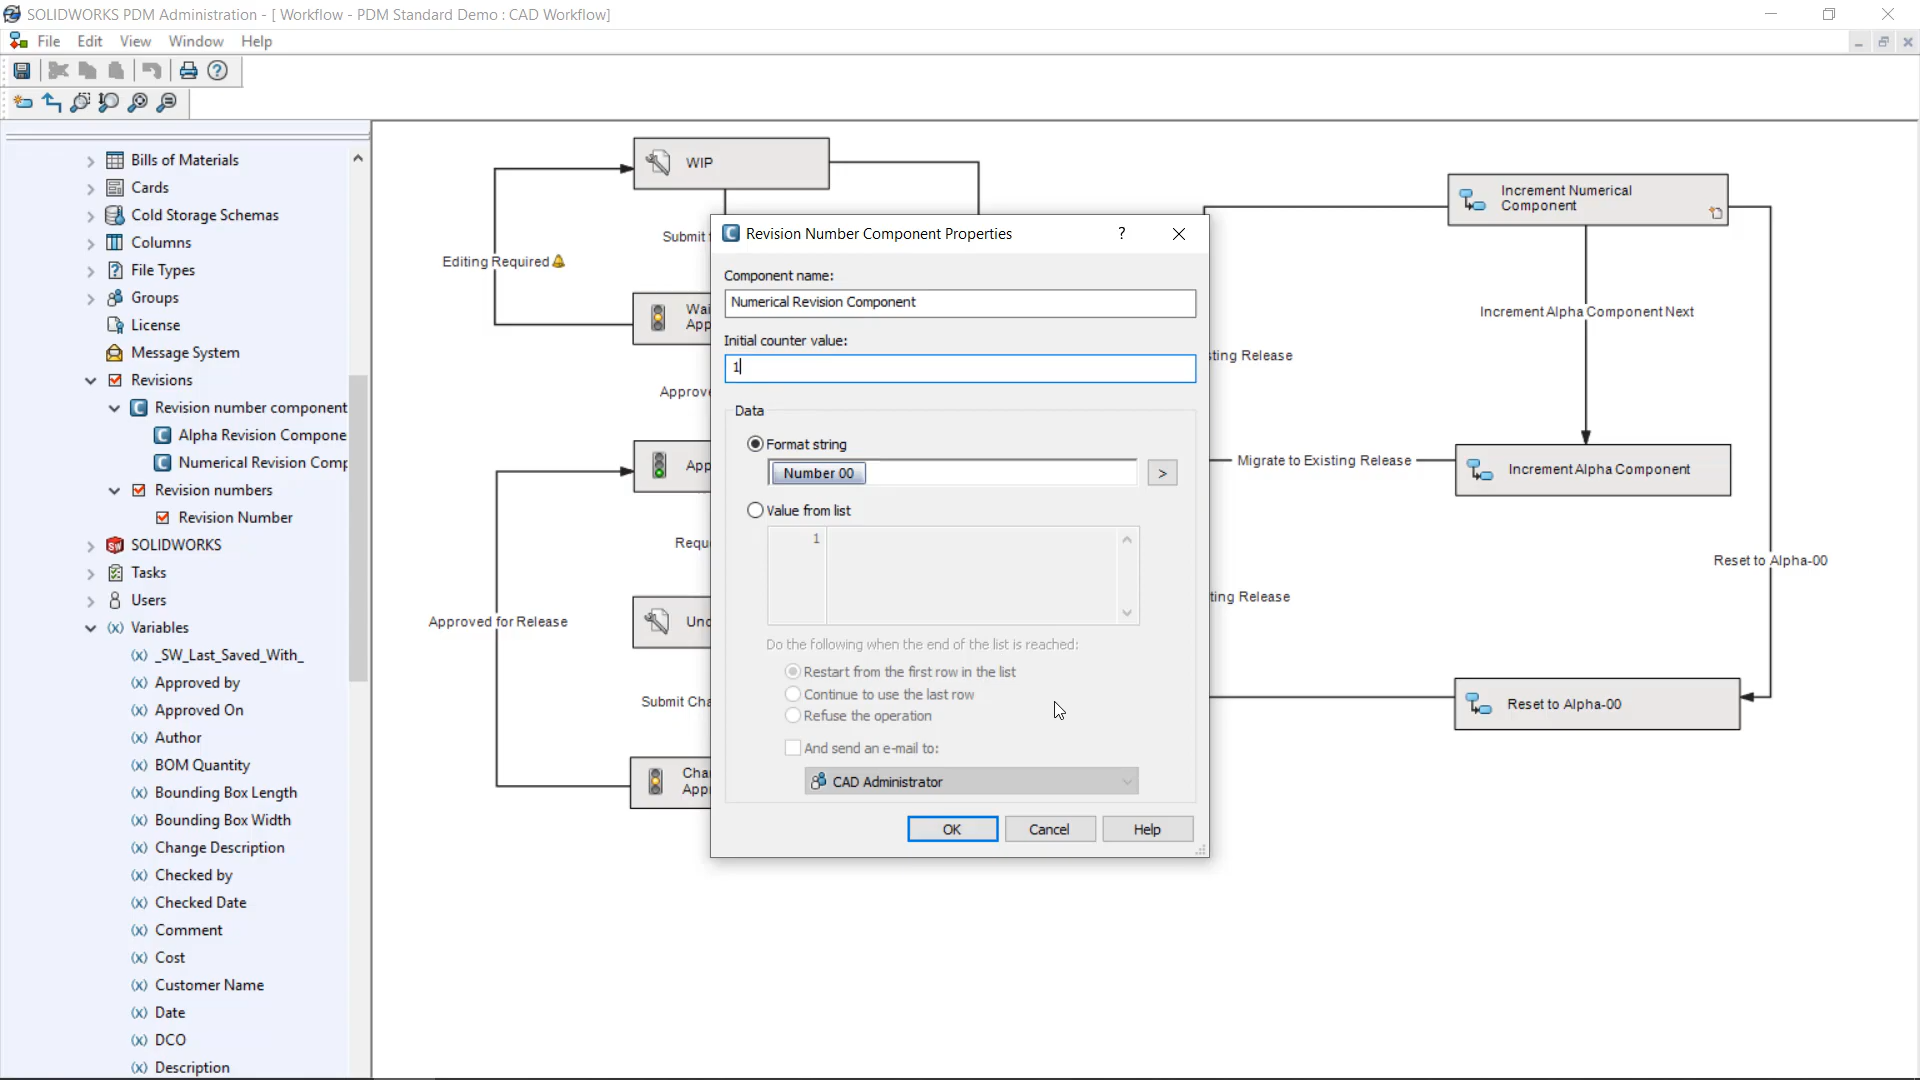 SOLIDWORKS PDM Administration - [ Workflow - PDM Standard Demo : CAD Workflow]
File Edit View Window Help
Bills of Materials
Cards
Cold Storage Schemas
Columns
File Types
Groups
License
Message System
Revisions
Revision number component
Alpha Revision Compone
Numerical Revision Comp
Revision numbers
Revision Number
SOLIDWORKS
Tasks
Users
(x) Variables
(x) _SW_Last_Saved_With_
(x) Approved by
(x) Approved On
(x) Author
(x) BOM Quantity
(x) Bounding Box Length
(x) Bounding Box Width
(x) Change Description
(x) Checked by
(x) Checked Date
(x) Comment
(x) Cost
(x) Customer Name
(x) Date
(x) DCO
(x) Description
WIP
Submit
Editing Required
Wai
App
Approve
App
Requ
Approved for Release
Und
Submit Cha
Cha
App
Revision Number Component Properties
?
Component name:
Numerical Revision Component
Initial counter value:
1
Data
Format string
Number 00
>
Value from list
1
Do the following when the end of the list is reached:
Restart from the first row in the list
Continue to use the last row
Refuse the operation
And send an e-mail to:
CAD Administrator
OK
Cancel
Help
Increment Numerical
Component
Increment Alpha Component Next
sting Release
Migrate to Existing Release
Increment Alpha Component
Reset to Alpha-00
ting Release
Reset to Alpha-00